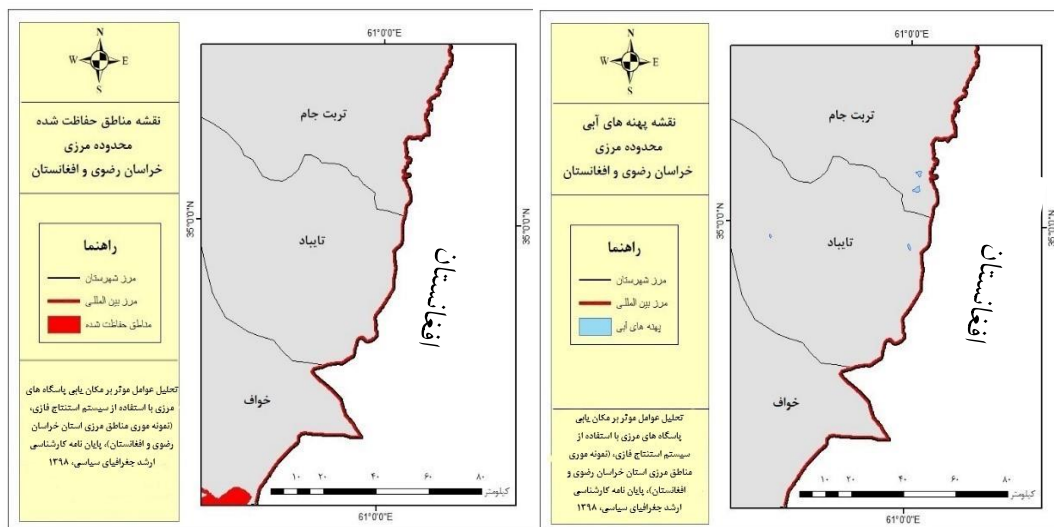 N
W E
S
نقشه مناطق حفاظت شده
محدوده مرزی
خراسان رضوی و افغانستان
راهنما
مرز شهرستان
مرز بین المللی
مناطق حفاظت شده
تحلیل عوامل موثر بر مکان یابی پاسگاه های
مرزی با استفاده از سیستم استنتاج فازی،
(نمونه موری مناطق مرزی استان خراسان
رضوی و افغانستان)، پایان نامه کارشناسی
ارشد جغرافیای سیاسی، ۱۳۹۸
61°0'0"E
تربت جام
35°0'0"N
تایباد
35°0'0"N
افغانستان
خواف
۱۰ ۲۰ ۴۰ ۶۰ ۸۰
کیلومتر
61°0'0"E
N
W E
S
نقشه پهنه های آبی
محدوده مرزی
خراسان رضوی و افغانستان
راهنما
مرز شهرستان
مرز بین المللی
پهنه های آبی
تحلیل عوامل موثر بر مکان یابی
پاسگاه های مرزی با استفاده از
سیستم استنتاج فازی، (نمونه موری
مناطق مرزی استان خراسان رضوی و
افغانستان)، پایان نامه کارشناسی
ارشد جغرافیای سیاسی، ۱۳۹۸
61°0'0"E
تربت جام
35°0'0"N
تایباد
35°0'0"N
افغانستان
خواف
۱۰ ۲۰ ۴۰ ۶۰ ۸۰
کیلومتر
61°0'0"E